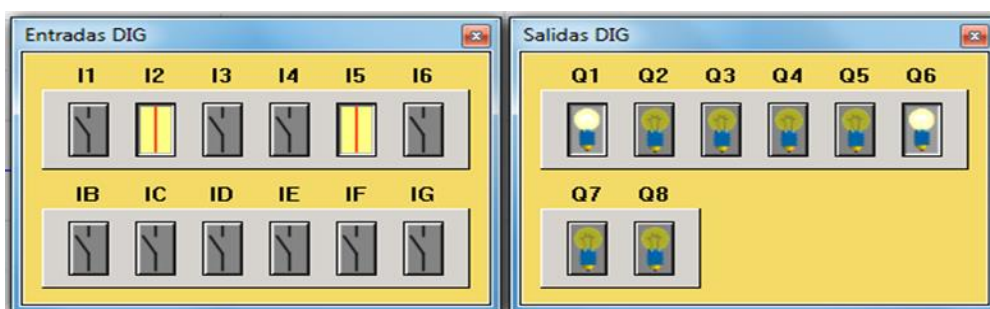 Entradas DIG
I1 I2 I3 I4 I5 I6
IB IC ID IE IF IG
Salidas DIG
Q1 Q2 Q3 Q4 Q5 Q6
Q7 Q8